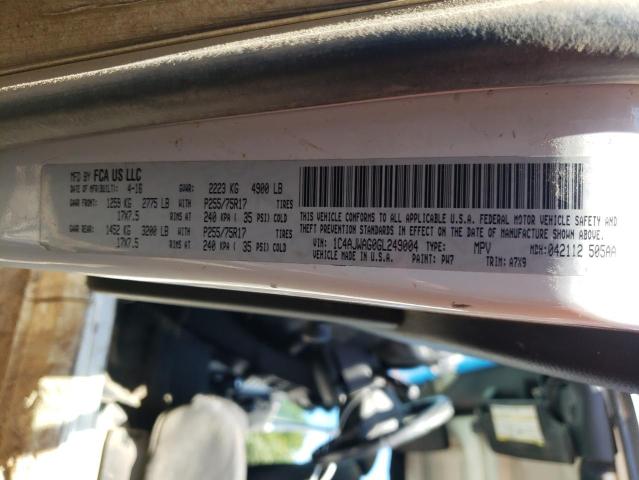 MFD BY FCA US LLC
DATE OF MFR(BUILT): 4-16 GVWR: 2223 KG 4900 LB
GAWR FRONT: 1259 KG 2775 LB P255/75R17 TIRES
17X7.5 RIMS AT 240 KPA ( 35 PSI) COLD
GAWR REAR: 1452 KG 3200 LB P255/75R17 TIRES
17X7.5 RIMS AT 240 KPA ( 35 PSI) COLD
THIS VEHICLE CONFORMS TO ALL APPLICABLE U.S.A. FEDERAL MOTOR VEHICLE SAFETY AND
THEFT PREVENTION STANDARDS IN EFFECT ON THE DATE OF MANUFACTURE SHOWN ABOVE.
VIN: 1C4AJWAG0GL249004 TYPE: MPV MDH: 042112 505AA
VEHICLE MADE IN U.S.A. PAINT: PW7 TRIM: A7X9